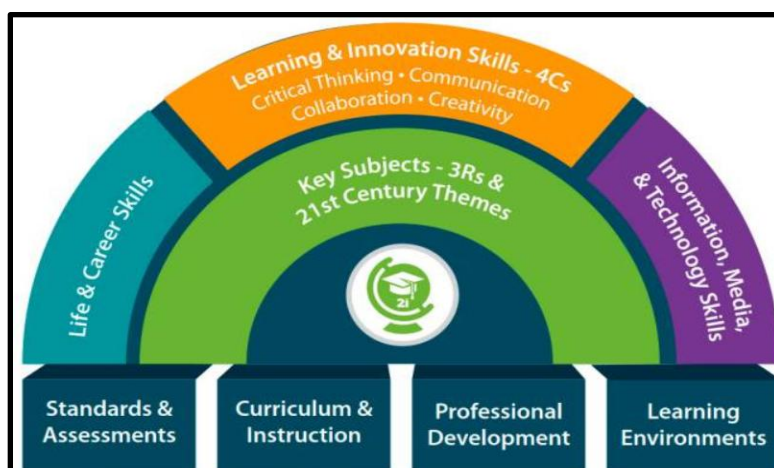 Learning & Innovation Skills - 4Cs
Critical Thinking • Communication
Collaboration • Creativity
Life & Career Skills
Key Subjects - 3Rs &
21st Century Themes
Information, Media,
& Technology Skills
21
Standards &
Assessments
Curriculum &
Instruction
Professional
Development
Learning
Environments